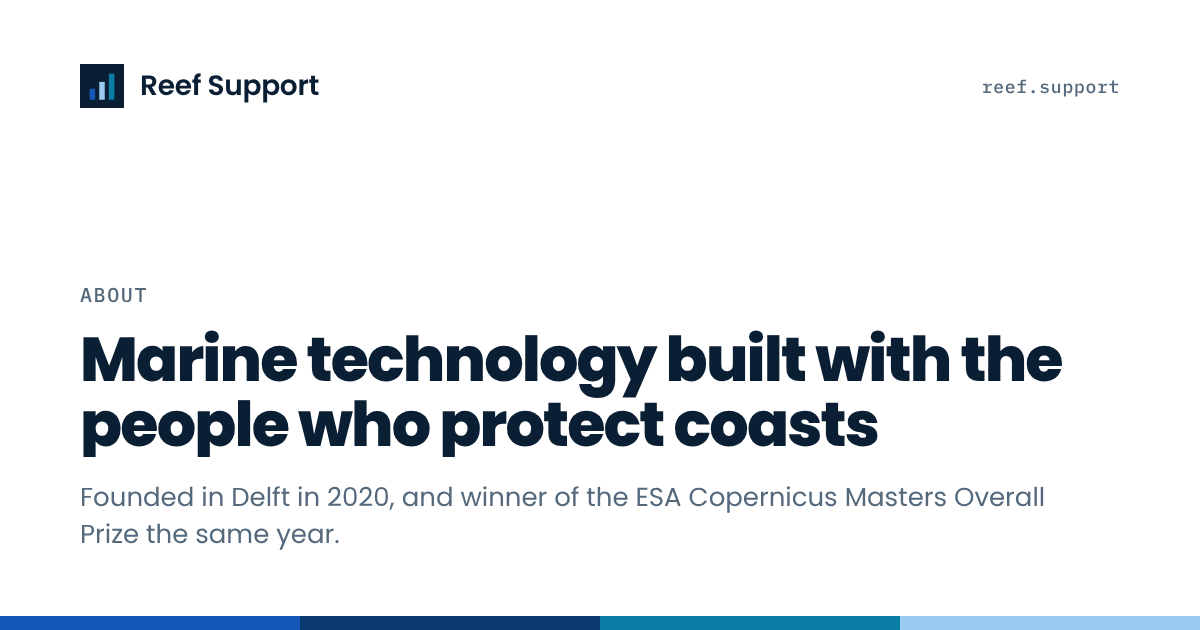 Reef Support
reef.support
ABOUT
Marine technology built with the
people who protect coasts
Founded in Delft in 2020, and winner of the ESA Copernicus Masters Overall
Prize the same year.